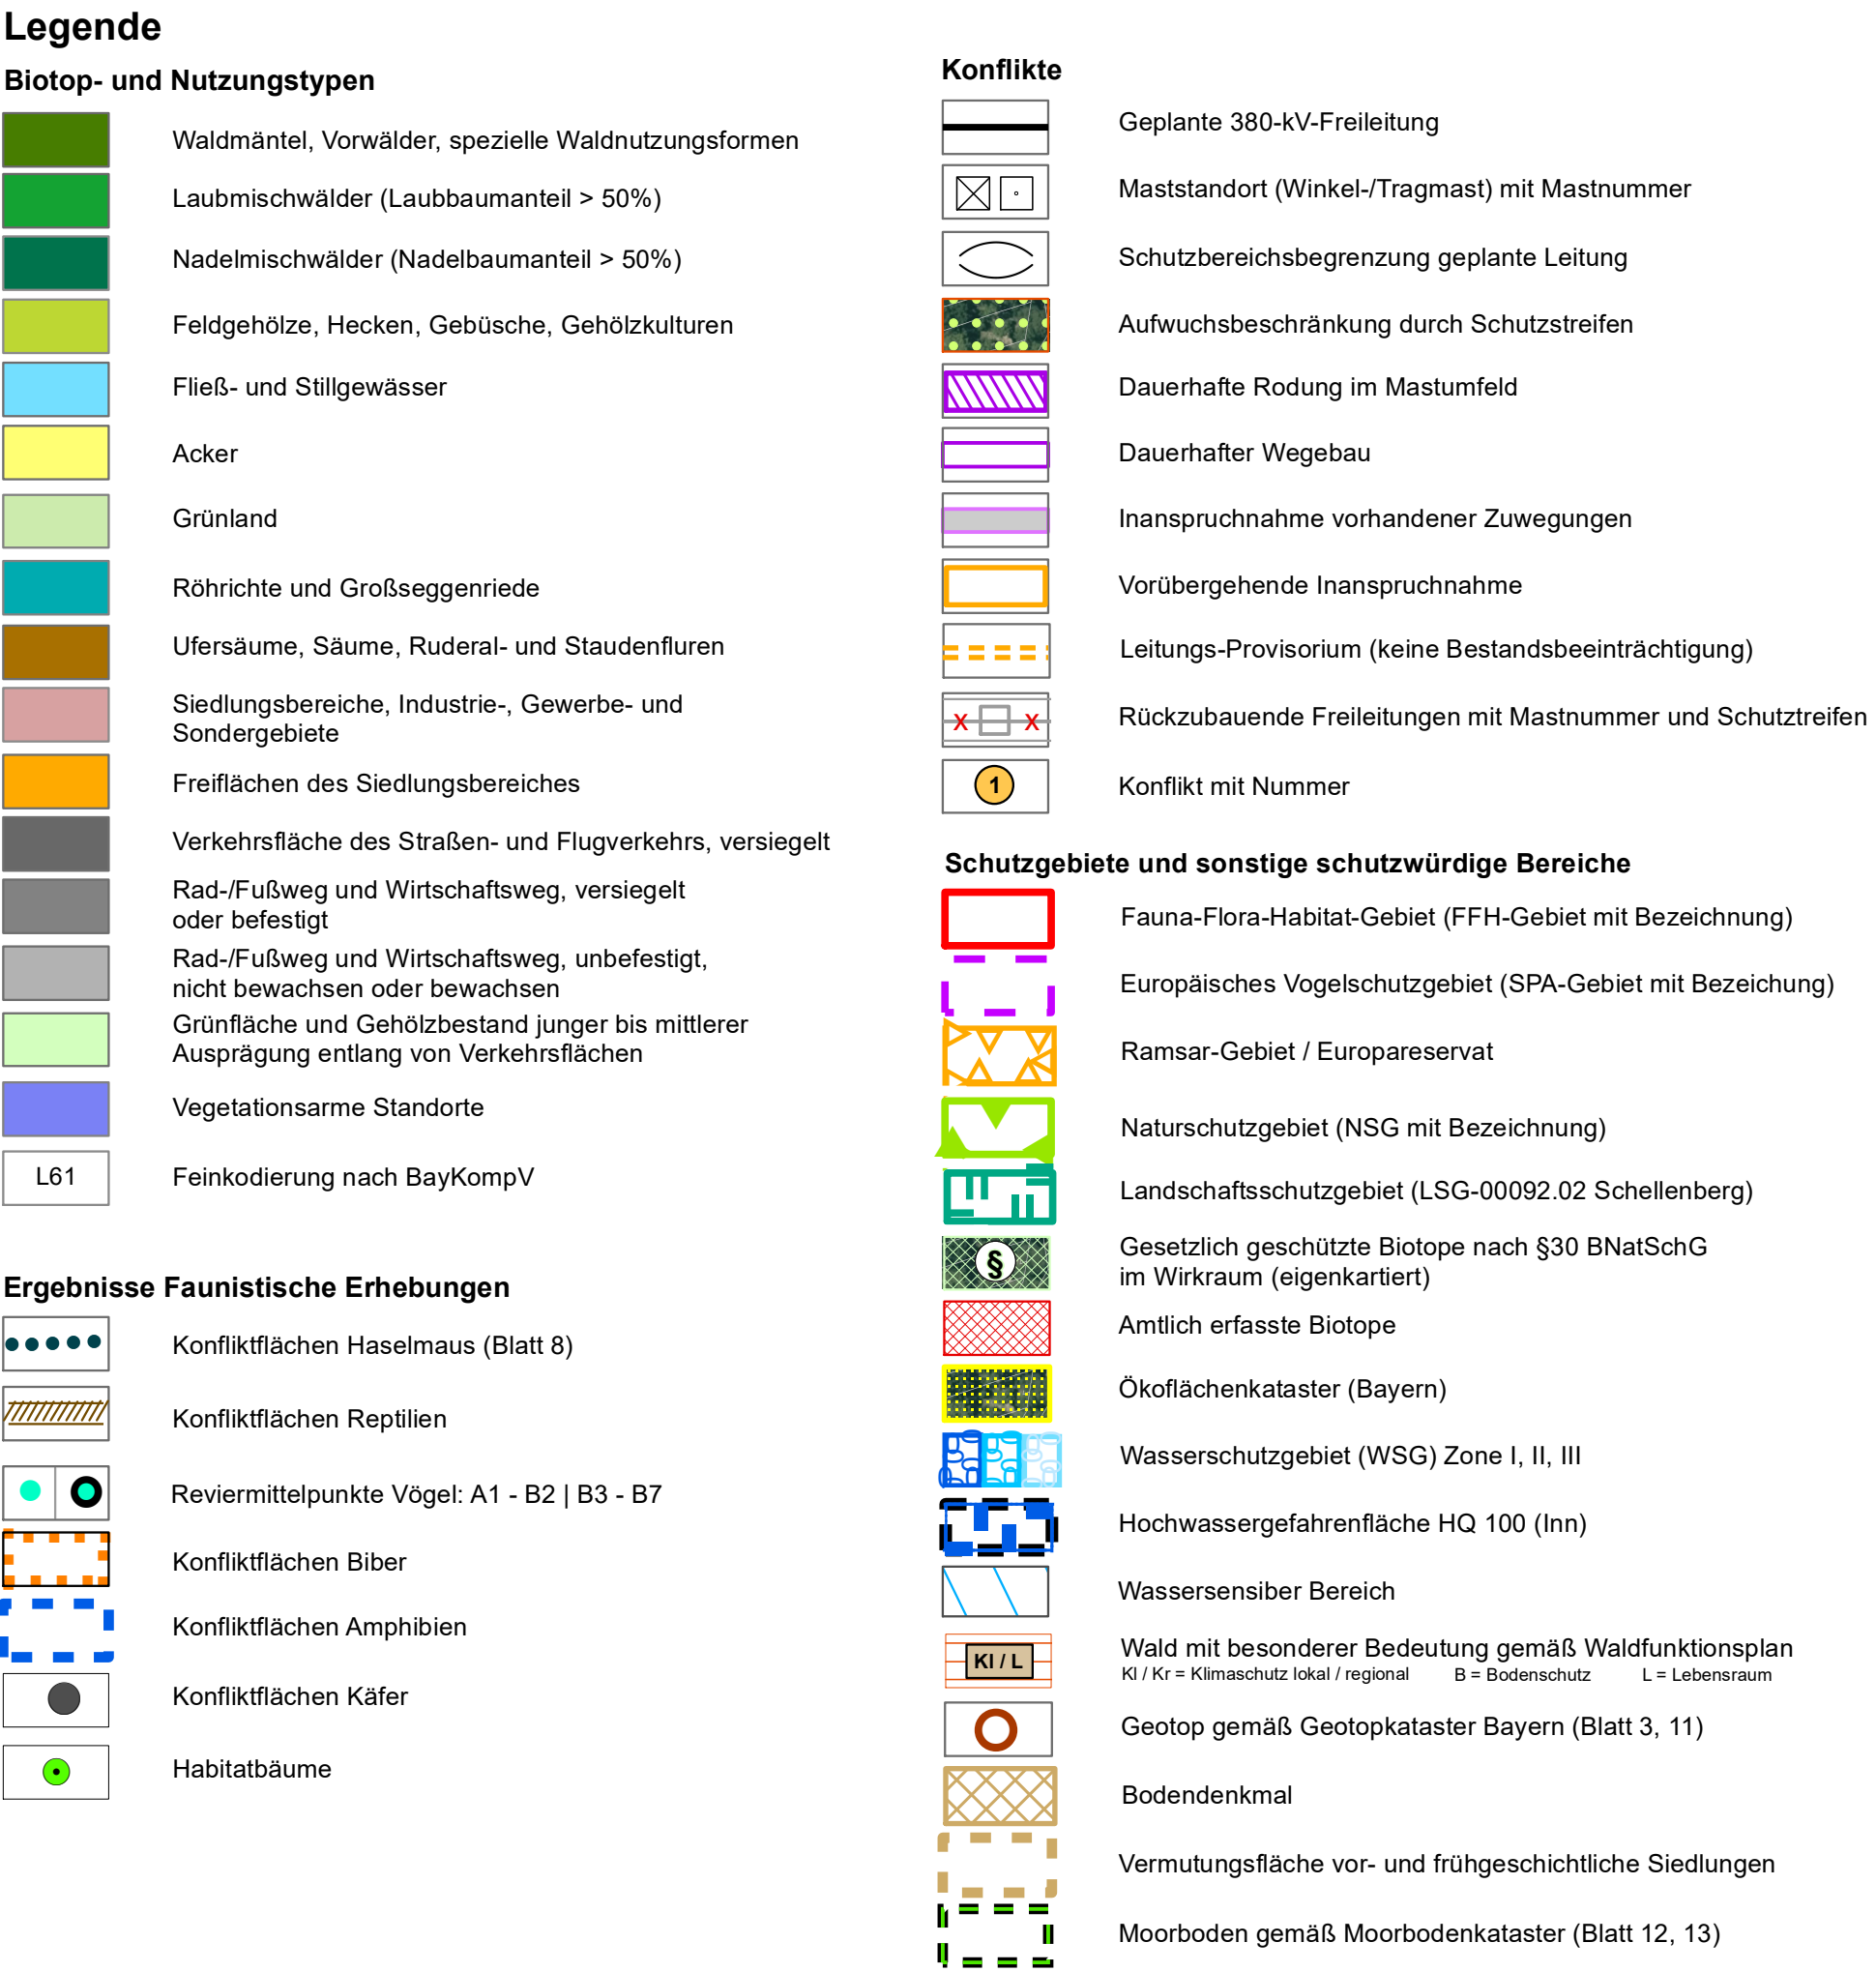 Legende
Biotop- und Nutzungstypen
Waldmäntel, Vorwälder, spezielle Waldnutzungsformen
Laubmischwälder (Laubbaumanteil > 50%)
Nadelmischwälder (Nadelbaumanteil > 50%)
Feldgehölze, Hecken, Gebüsche, Gehölzkulturen
Fließ- und Stillgewässer
Acker
Grünland
Röhrichte und Großseggenriede
Ufersäume, Säume, Ruderal- und Staudenfluren
Siedlungsbereiche, Industrie-, Gewerbe- und
Sondergebiete
Freiflächen des Siedlungsbereiches
Verkehrsfläche des Straßen- und Flugverkehrs, versiegelt
Rad-/Fußweg und Wirtschaftsweg, versiegelt
oder befestigt
Rad-/Fußweg und Wirtschaftsweg, unbefestigt,
nicht bewachsen oder bewachsen
Grünfläche und Gehölzbestand junger bis mittlerer
Ausprägung entlang von Verkehrsflächen
Vegetationsarme Standorte
L61 Feinkodierung nach BayKompV
Ergebnisse Faunistische Erhebungen
Konfliktflächen Haselmaus (Blatt 8)
Konfliktflächen Reptilien
Reviermittelpunkte Vögel: A1 - B2 | B3 - B7
Konfliktflächen Biber
Konfliktflächen Amphibien
Konfliktflächen Käfer
Habitatbäume
Konflikte
Geplante 380-kV-Freileitung
Maststandort (Winkel-/Tragmast) mit Mastnummer
Schutzbereichsbegrenzung geplante Leitung
Aufwuchsbeschränkung durch Schutzstreifen
Dauerhafte Rodung im Mastumfeld
Dauerhafter Wegebau
Inanspruchnahme vorhandener Zuwegungen
Vorübergehende Inanspruchnahme
Leitungs-Provisorium (keine Bestandsbeeinträchtigung)
x x Rückzubauende Freileitungen mit Mastnummer und Schutztreifen
1 Konflikt mit Nummer
Schutzgebiete und sonstige schutzwürdige Bereiche
Fauna-Flora-Habitat-Gebiet (FFH-Gebiet mit Bezeichnung)
Europäisches Vogelschutzgebiet (SPA-Gebiet mit Bezeichung)
Ramsar-Gebiet / Europareservat
Naturschutzgebiet (NSG mit Bezeichnung)
Landschaftsschutzgebiet (LSG-00092.02 Schellenberg)
§ Gesetzlich geschützte Biotope nach §30 BNatSchG
im Wirkraum (eigenkartiert)
Amtlich erfasste Biotope
Ökoflächenkataster (Bayern)
Wasserschutzgebiet (WSG) Zone I, II, III
Hochwassergefahrenfläche HQ 100 (Inn)
Wassersensiber Bereich
KI / L Wald mit besonderer Bedeutung gemäß Waldfunktionsplan
KI / Kr = Klimaschutz lokal / regional B = Bodenschutz L = Lebensraum
Geotop gemäß Geotopkataster Bayern (Blatt 3, 11)
Bodendenkmal
Vermutungsfläche vor- und frühgeschichtliche Siedlungen
Moorboden gemäß Moorbodenkataster (Blatt 12, 13)